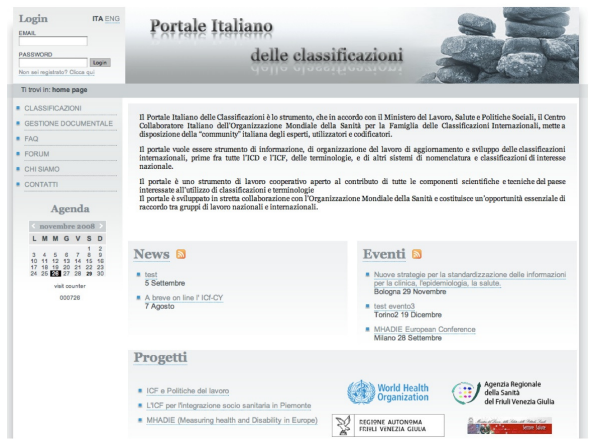 Login
ITA ENG
EMAIL
PASSWORD
Login
Non sei registrato? Clicca qui
Portale Italiano
delle classificazioni
Ti trovi in: home page
CLASSIFICAZIONI
GESTIONE DOCUMENTALE
FAQ
FORUM
CHI SIAMO
CONTATTI
Agenda
novembre 2008
L M M G V S D
1 2
3 4 5 6 7 8 9
10 11 12 13 14 15 16
17 18 19 20 21 22 23
24 25 26 27 28 29 30
visit counter
000728
Il Portale Italiano delle Classificazioni è lo strumento, che in accordo con il Ministero del Lavoro, Salute e Politiche Sociali, il Centro
Collaboratore Italiano dell'Organizzazione Mondiale della Sanità per la Famiglia delle Classificazioni Internazionali, mette a
disposizione della "community" italiana degli esperti, utilizzatori e codificatori.
Il portale vuole essere strumento di informazione, di organizzazione del lavoro di aggiornamento e sviluppo delle classificazioni
internazionali, prime fra tutte l'ICD e l'ICF, delle terminologie, e di altri sistemi di nomenclatura e classificazioni di interesse
nazionale.
Il portale è uno strumento di lavoro cooperativo aperto al contributo di tutte le componenti scientifiche e tecniche del paese
interessate all'utilizzo di classificazioni e terminologie
Il portale è sviluppato in stretta collaborazione con l'Organizzazione Mondiale della Sanità e costituisce un'opportunità essenziale di
raccordo tra gruppi di lavoro nazionali e internazionali.
News
test
5 Settembre
A breve on line l' ICF-CY
7 Agosto
Eventi
Nuove strategie per la standardizzazione delle informazioni
per la clinica, l'epidemiologia, la salute.
Bologna 29 Novembre
test evento3
Torino2 19 Dicembre
MHADIE European Conference
Milano 28 Settembre
Progetti
ICF e Politiche del lavoro
L'ICF per l'integrazione socio sanitaria in Piemonte
MHADIE (Measuring health and Disability in Europe)
World Health
Organization
Agenzia Regionale
della Sanità
del Friuli Venezia Giulia
REGIONE AUTONOMA
FRIULI VENEZIA GIULIA
Settore Salute